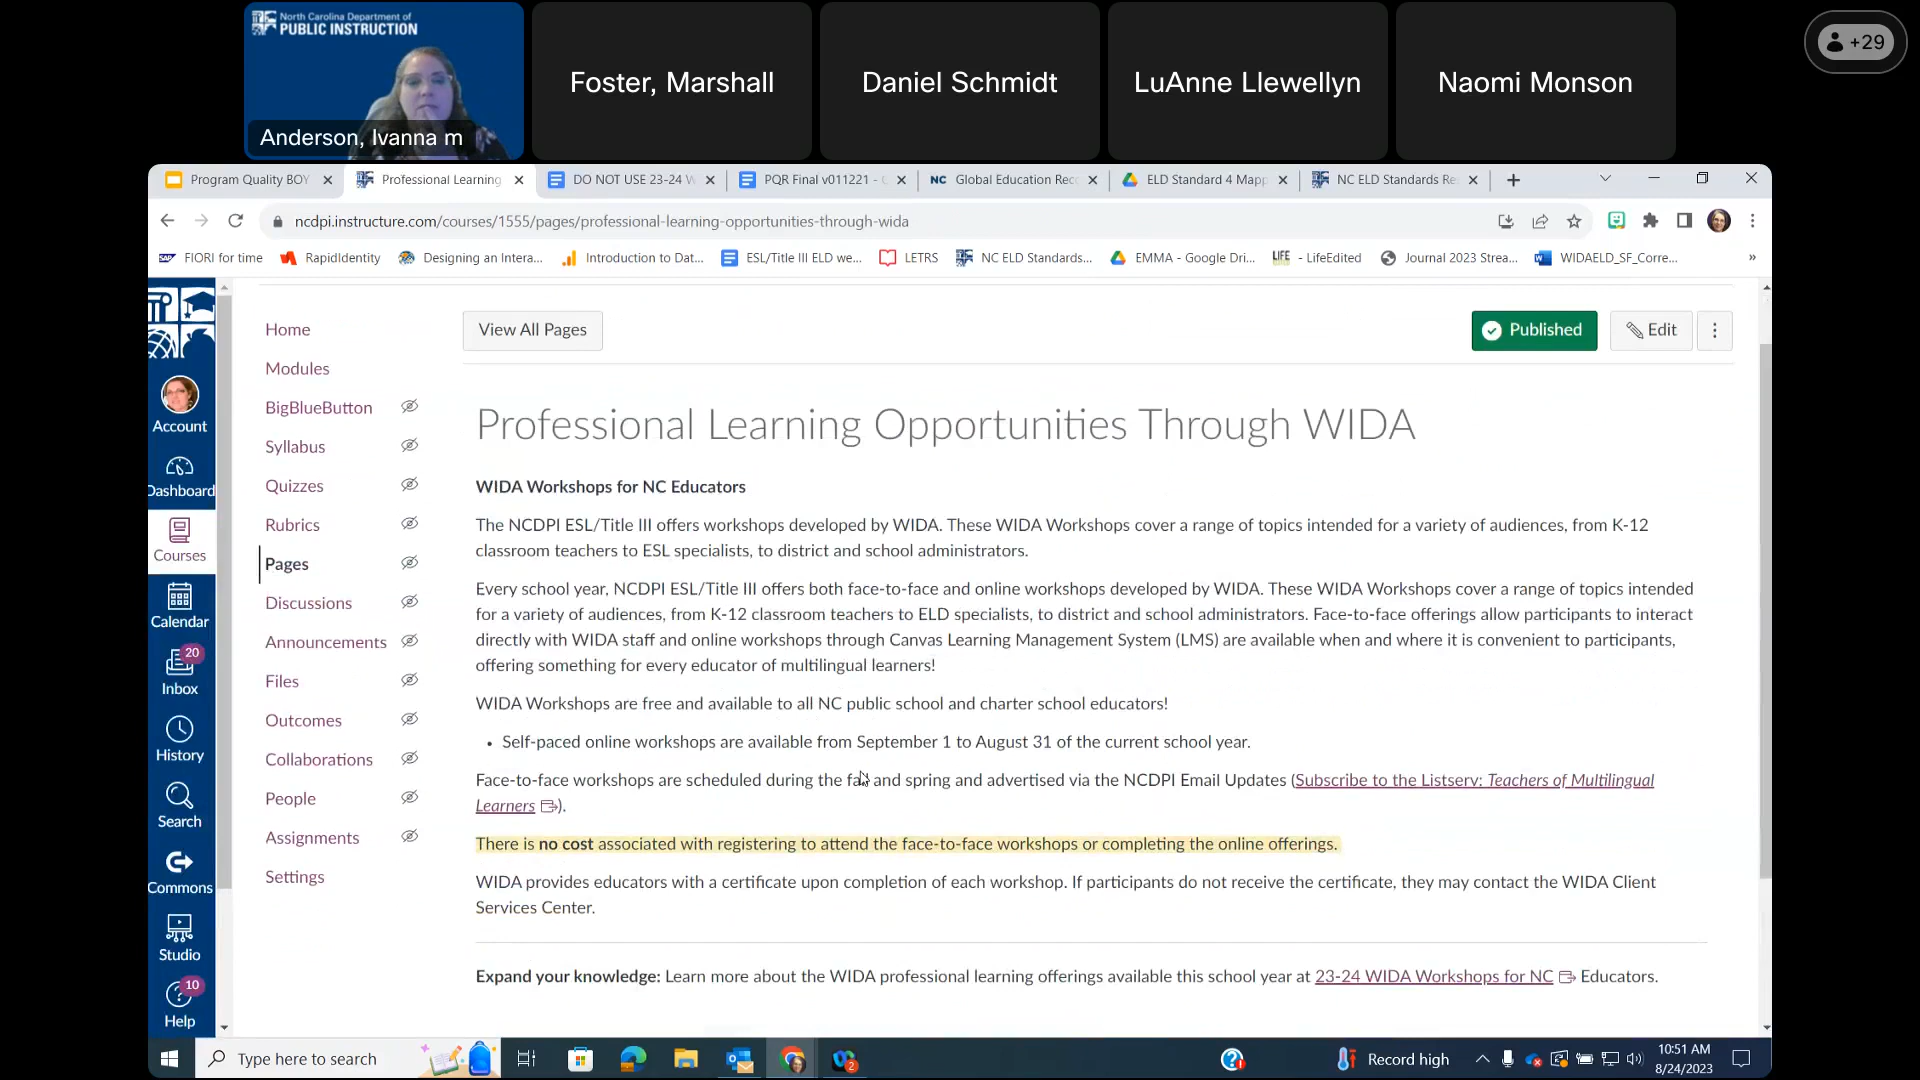 North Carolina Department of
PUBLIC INSTRUCTION
Anderson, Ivanna m
Foster, Marshall
Daniel Schmidt
LuAnne Llewellyn
Naomi Monson
+29
Program Quality BOY
Professional Learning
DO NOT USE 23-24 W
PQR Final v011221 -
NC Global Education Rec
ELD Standard 4 Mapp
NC ELD Standards Re
ncdpi.instructure.com/courses/1555/pages/professional-learning-opportunities-through-wida
SAP FIORI for time
RapidIdentity
Designing an Intera...
Introduction to Dat...
ESL/Title III ELD we...
LETRS
NC ELD Standards...
EMMA - Google Dri...
LIFE - LifeEdited
Journal 2023 Strea...
WIDAELD_SF_Corre...
»
Account
Dashboard
Courses
Calendar
20
Inbox
History
Search
Commons
Studio
10
Help
Home
Modules
BigBlueButton
Syllabus
Quizzes
Rubrics
Pages
Discussions
Announcements
Files
Outcomes
Collaborations
People
Assignments
Settings
View All Pages
Published
Edit
Professional Learning Opportunities Through WIDA
WIDA Workshops for NC Educators
The NCDPI ESL/Title III offers workshops developed by WIDA. These WIDA Workshops cover a range of topics intended for a variety of audiences, from K-12
classroom teachers to ESL specialists, to district and school administrators.
Every school year, NCDPI ESL/Title III offers both face-to-face and online workshops developed by WIDA. These WIDA Workshops cover a range of topics intended
for a variety of audiences, from K-12 classroom teachers to ELD specialists, to district and school administrators. Face-to-face offerings allow participants to interact
directly with WIDA staff and online workshops through Canvas Learning Management System (LMS) are available when and where it is convenient to participants,
offering something for every educator of multilingual learners!
WIDA Workshops are free and available to all NC public school and charter school educators!
• Self-paced online workshops are available from September 1 to August 31 of the current school year.
Face-to-face workshops are scheduled during the fall and spring and advertised via the NCDPI Email Updates (Subscribe to the Listserv: Teachers of Multilingual
Learners).
There is no cost associated with registering to attend the face-to-face workshops or completing the online offerings.
WIDA provides educators with a certificate upon completion of each workshop. If participants do not receive the certificate, they may contact the WIDA Client
Services Center.
Expand your knowledge: Learn more about the WIDA professional learning offerings available this school year at 23-24 WIDA Workshops for NC Educators.
Type here to search
2
Record high
10:51 AM
8/24/2023